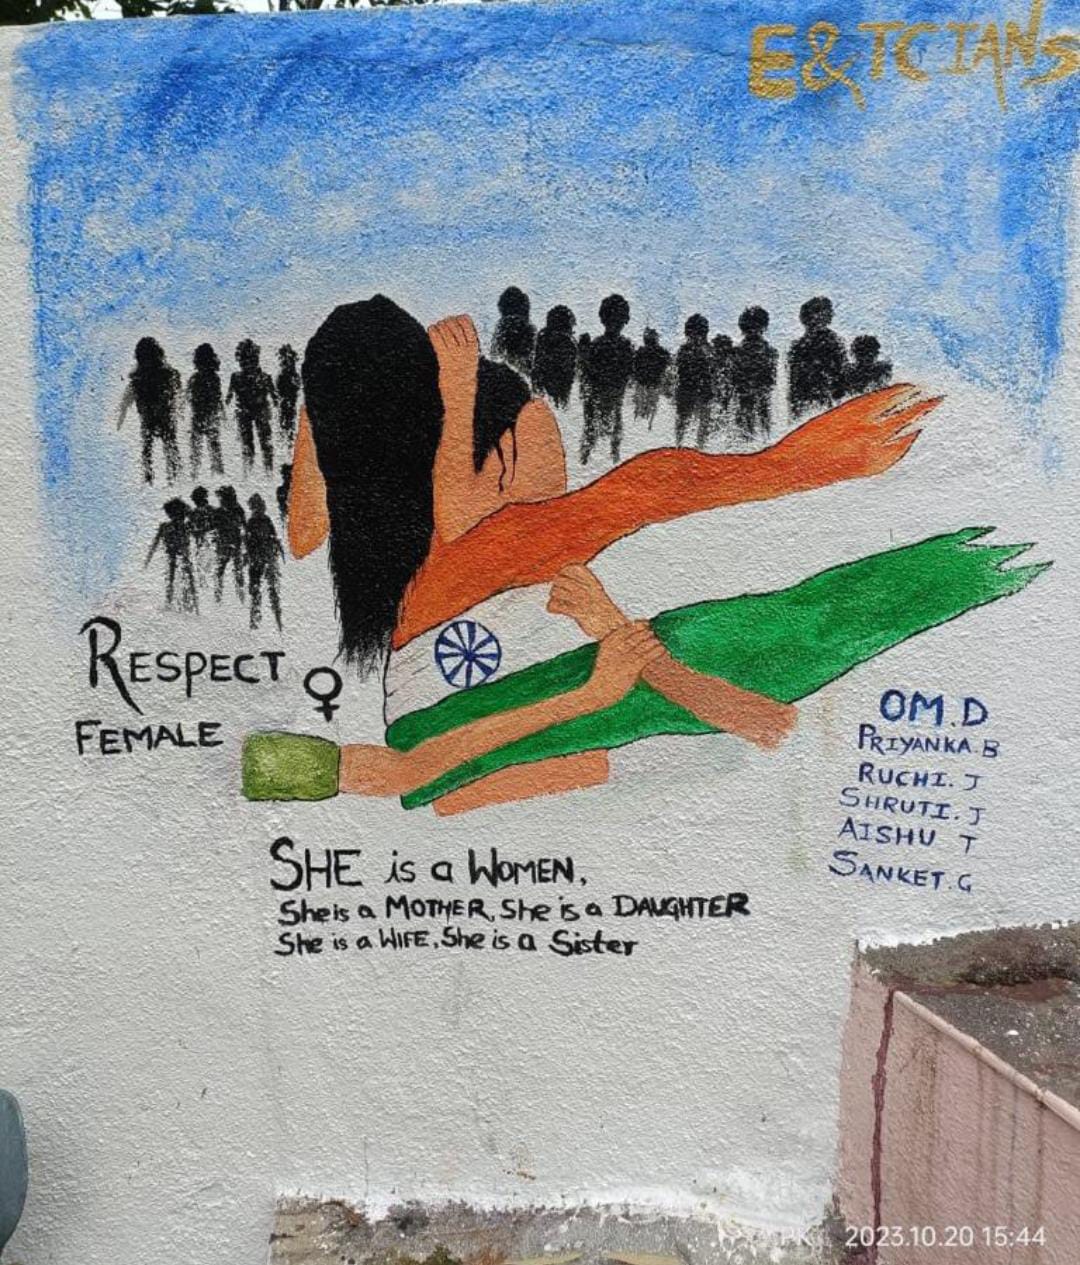 E&TCIANs
RESPECT
FEMALE
OM.D
PRIYANKA.B
RUCHI.J
SHRUTI.J
AISHU T
SANKET.G
SHE is a WOMEN,
She is a MOTHER, She is a DAUGHTER
She is a WIFE, She is a Sister
2023.10.20 15:44